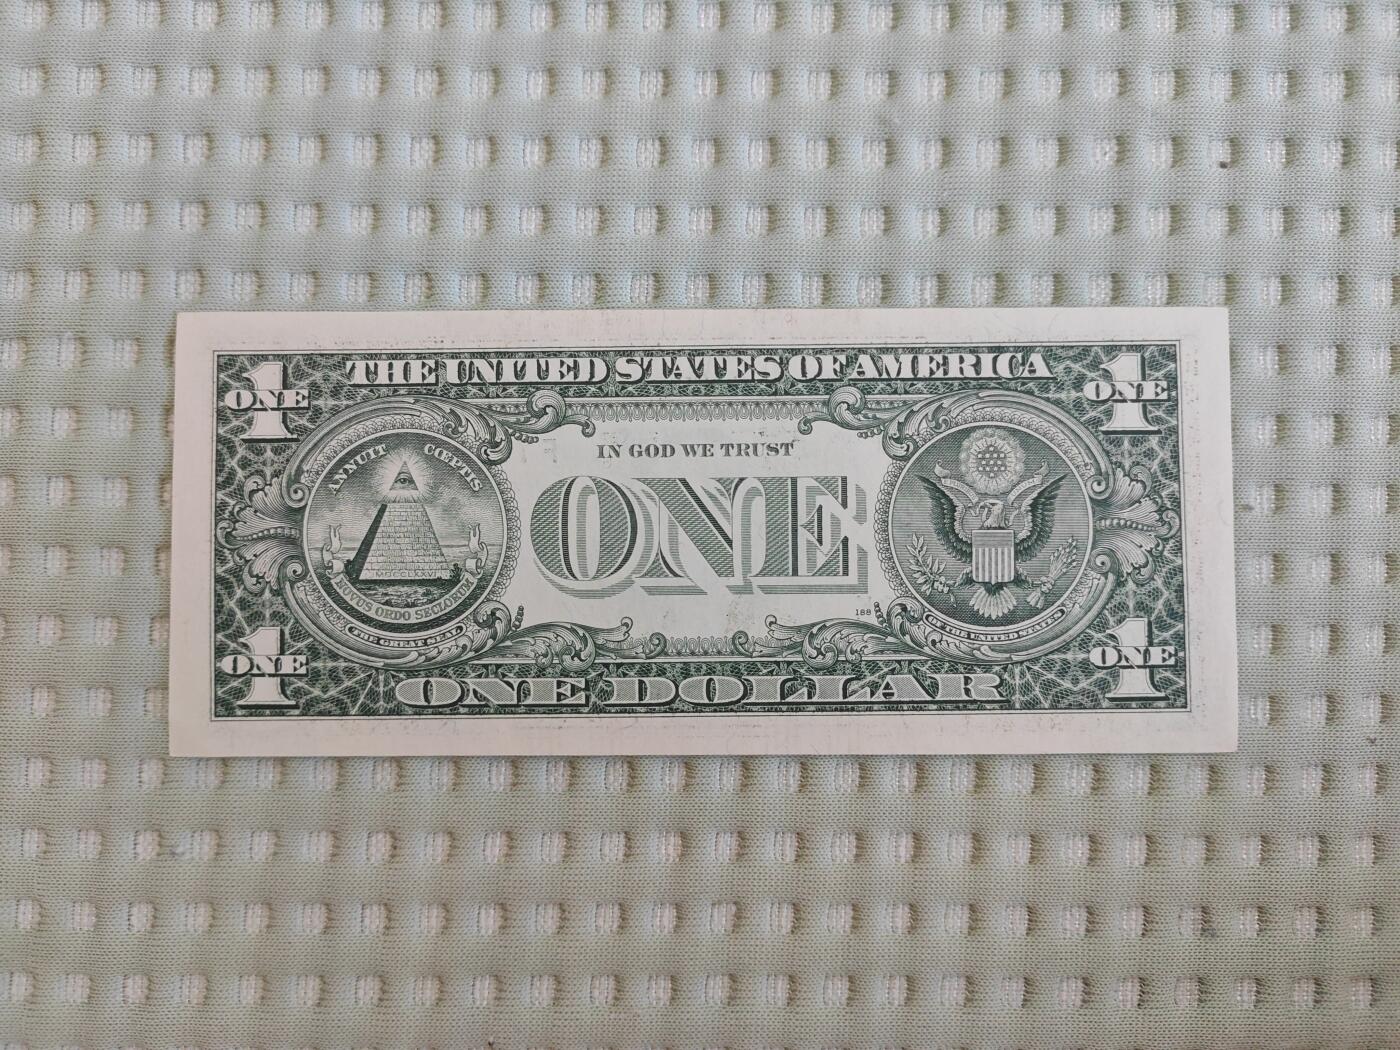 THE UNITED STATES OF AMERICA
1
ONE
1
ONE
ANNUIT CŒPTIS
IN GOD WE TRUST
ONE
MDCCLXXVI
NOVUS ORDO SECLORUM
THE GREAT SEAL
188
OF THE UNITED STATES
1
ONE
1
ONE
ONE DOLLAR